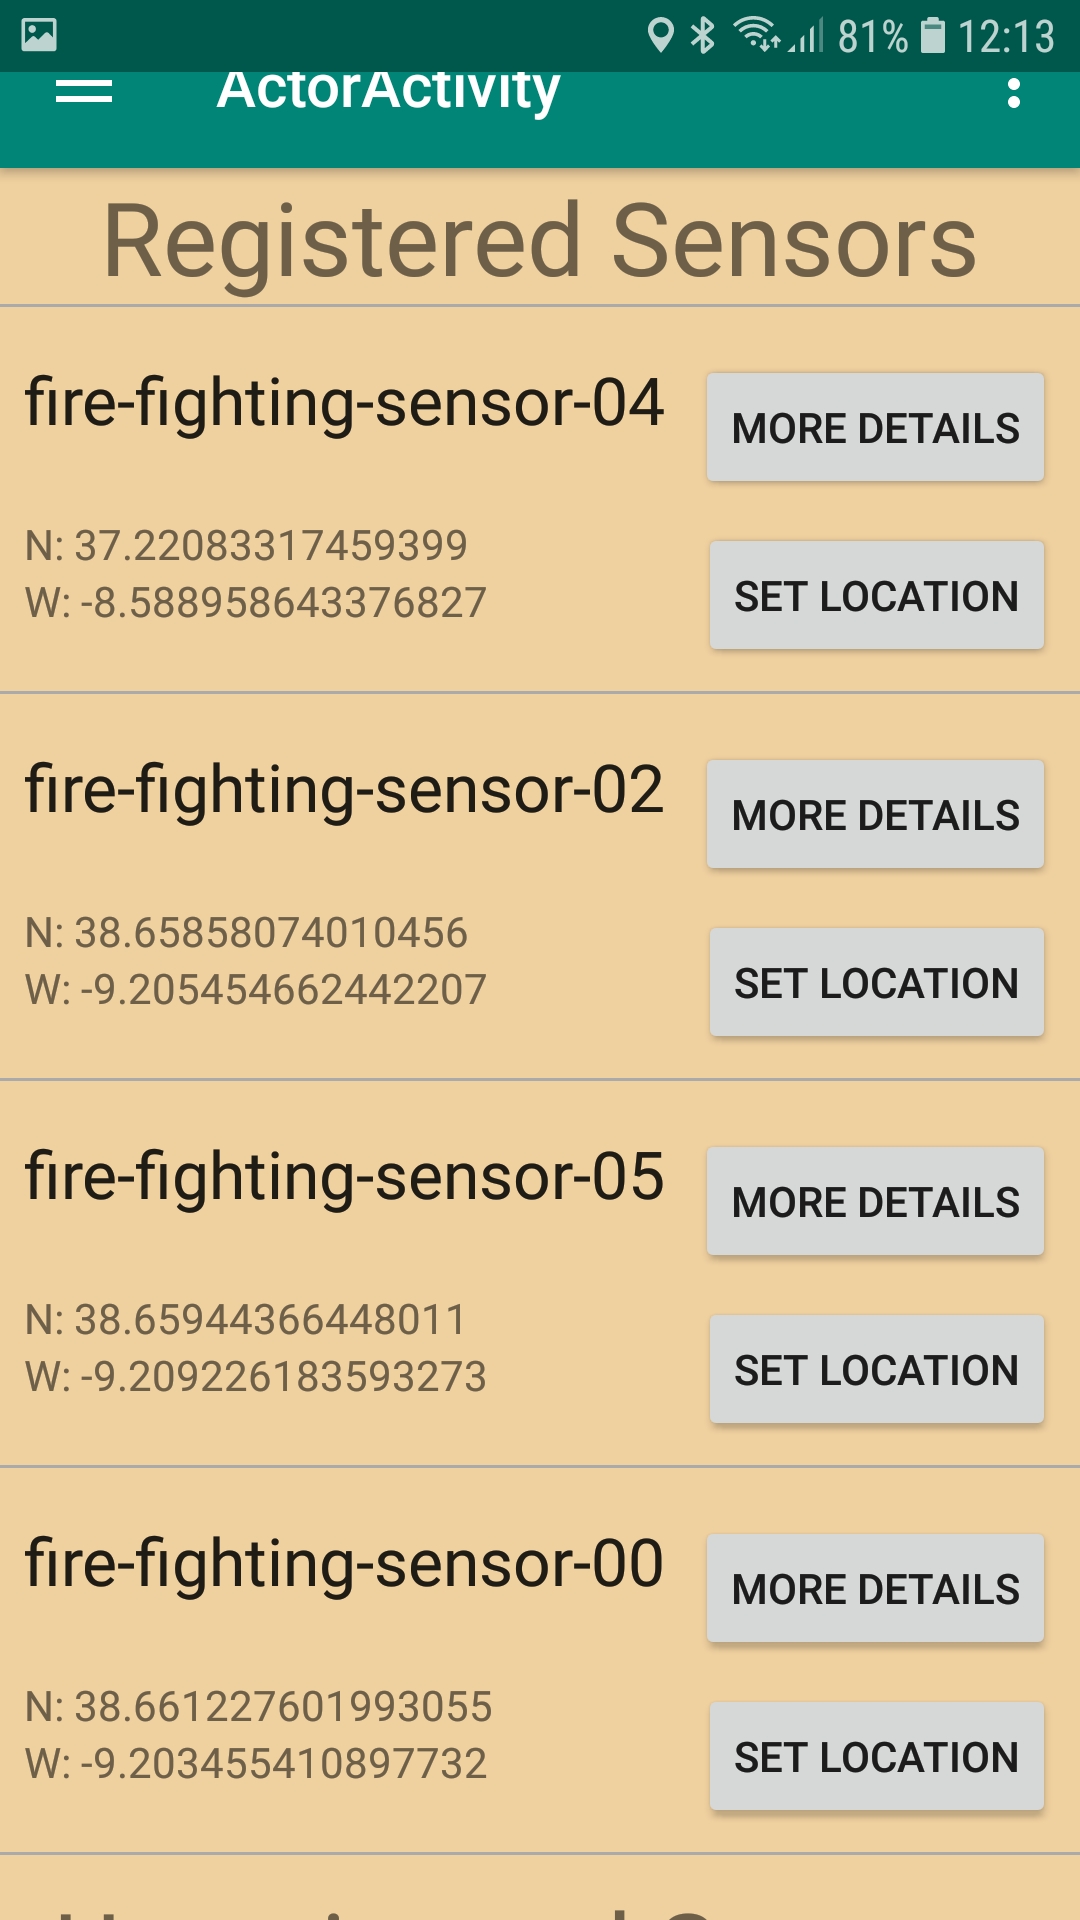 81% 12:13
ActorActivity
Registered Sensors
fire-fighting-sensor-04
MORE DETAILS
N: 37.22083317459399
W: -8.588958643376827
SET LOCATION
fire-fighting-sensor-02
MORE DETAILS
N: 38.65858074010456
W: -9.205454662442207
SET LOCATION
fire-fighting-sensor-05
MORE DETAILS
N: 38.65944366448011
W: -9.209226183593273
SET LOCATION
fire-fighting-sensor-00
MORE DETAILS
N: 38.661227601993055
W: -9.203455410897732
SET LOCATION